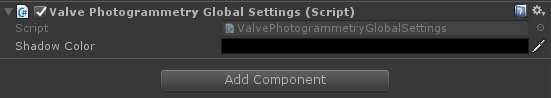 Valve Photogrammetry Global Settings (Script)
Script ValvePhotogrammetryGlobalSettings
Shadow Color
Add Component